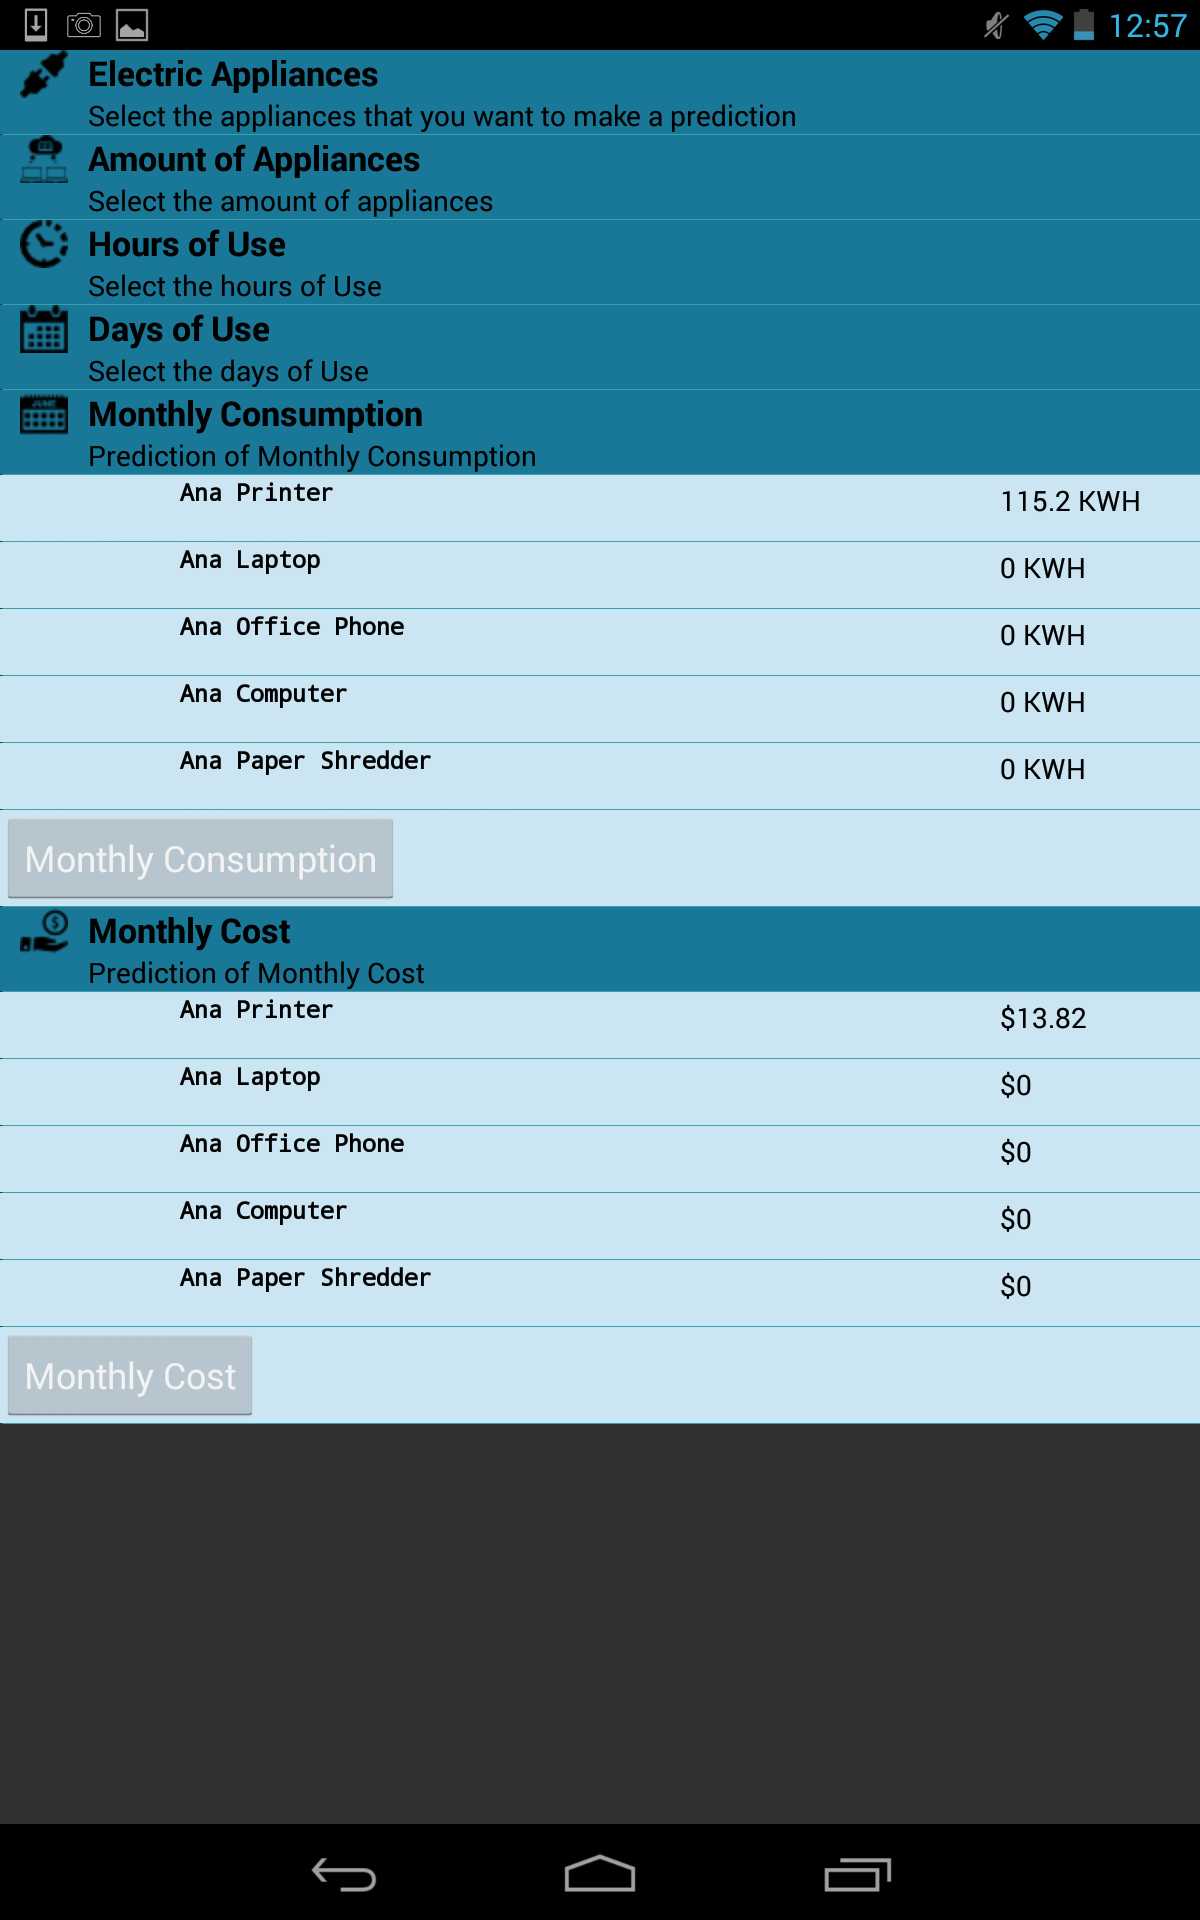 12:57
Electric Appliances
Select the appliances that you want to make a prediction
Amount of Appliances
Select the amount of appliances
Hours of Use
Select the hours of Use
Days of Use
Select the days of Use
JUNE
Monthly Consumption
Prediction of Monthly Consumption
Ana Printer 115.2 KWH
Ana Laptop 0 KWH
Ana Office Phone 0 KWH
Ana Computer 0 KWH
Ana Paper Shredder 0 KWH
Monthly Consumption
Monthly Cost
Prediction of Monthly Cost
Ana Printer $13.82
Ana Laptop $0
Ana Office Phone $0
Ana Computer $0
Ana Paper Shredder $0
Monthly Cost